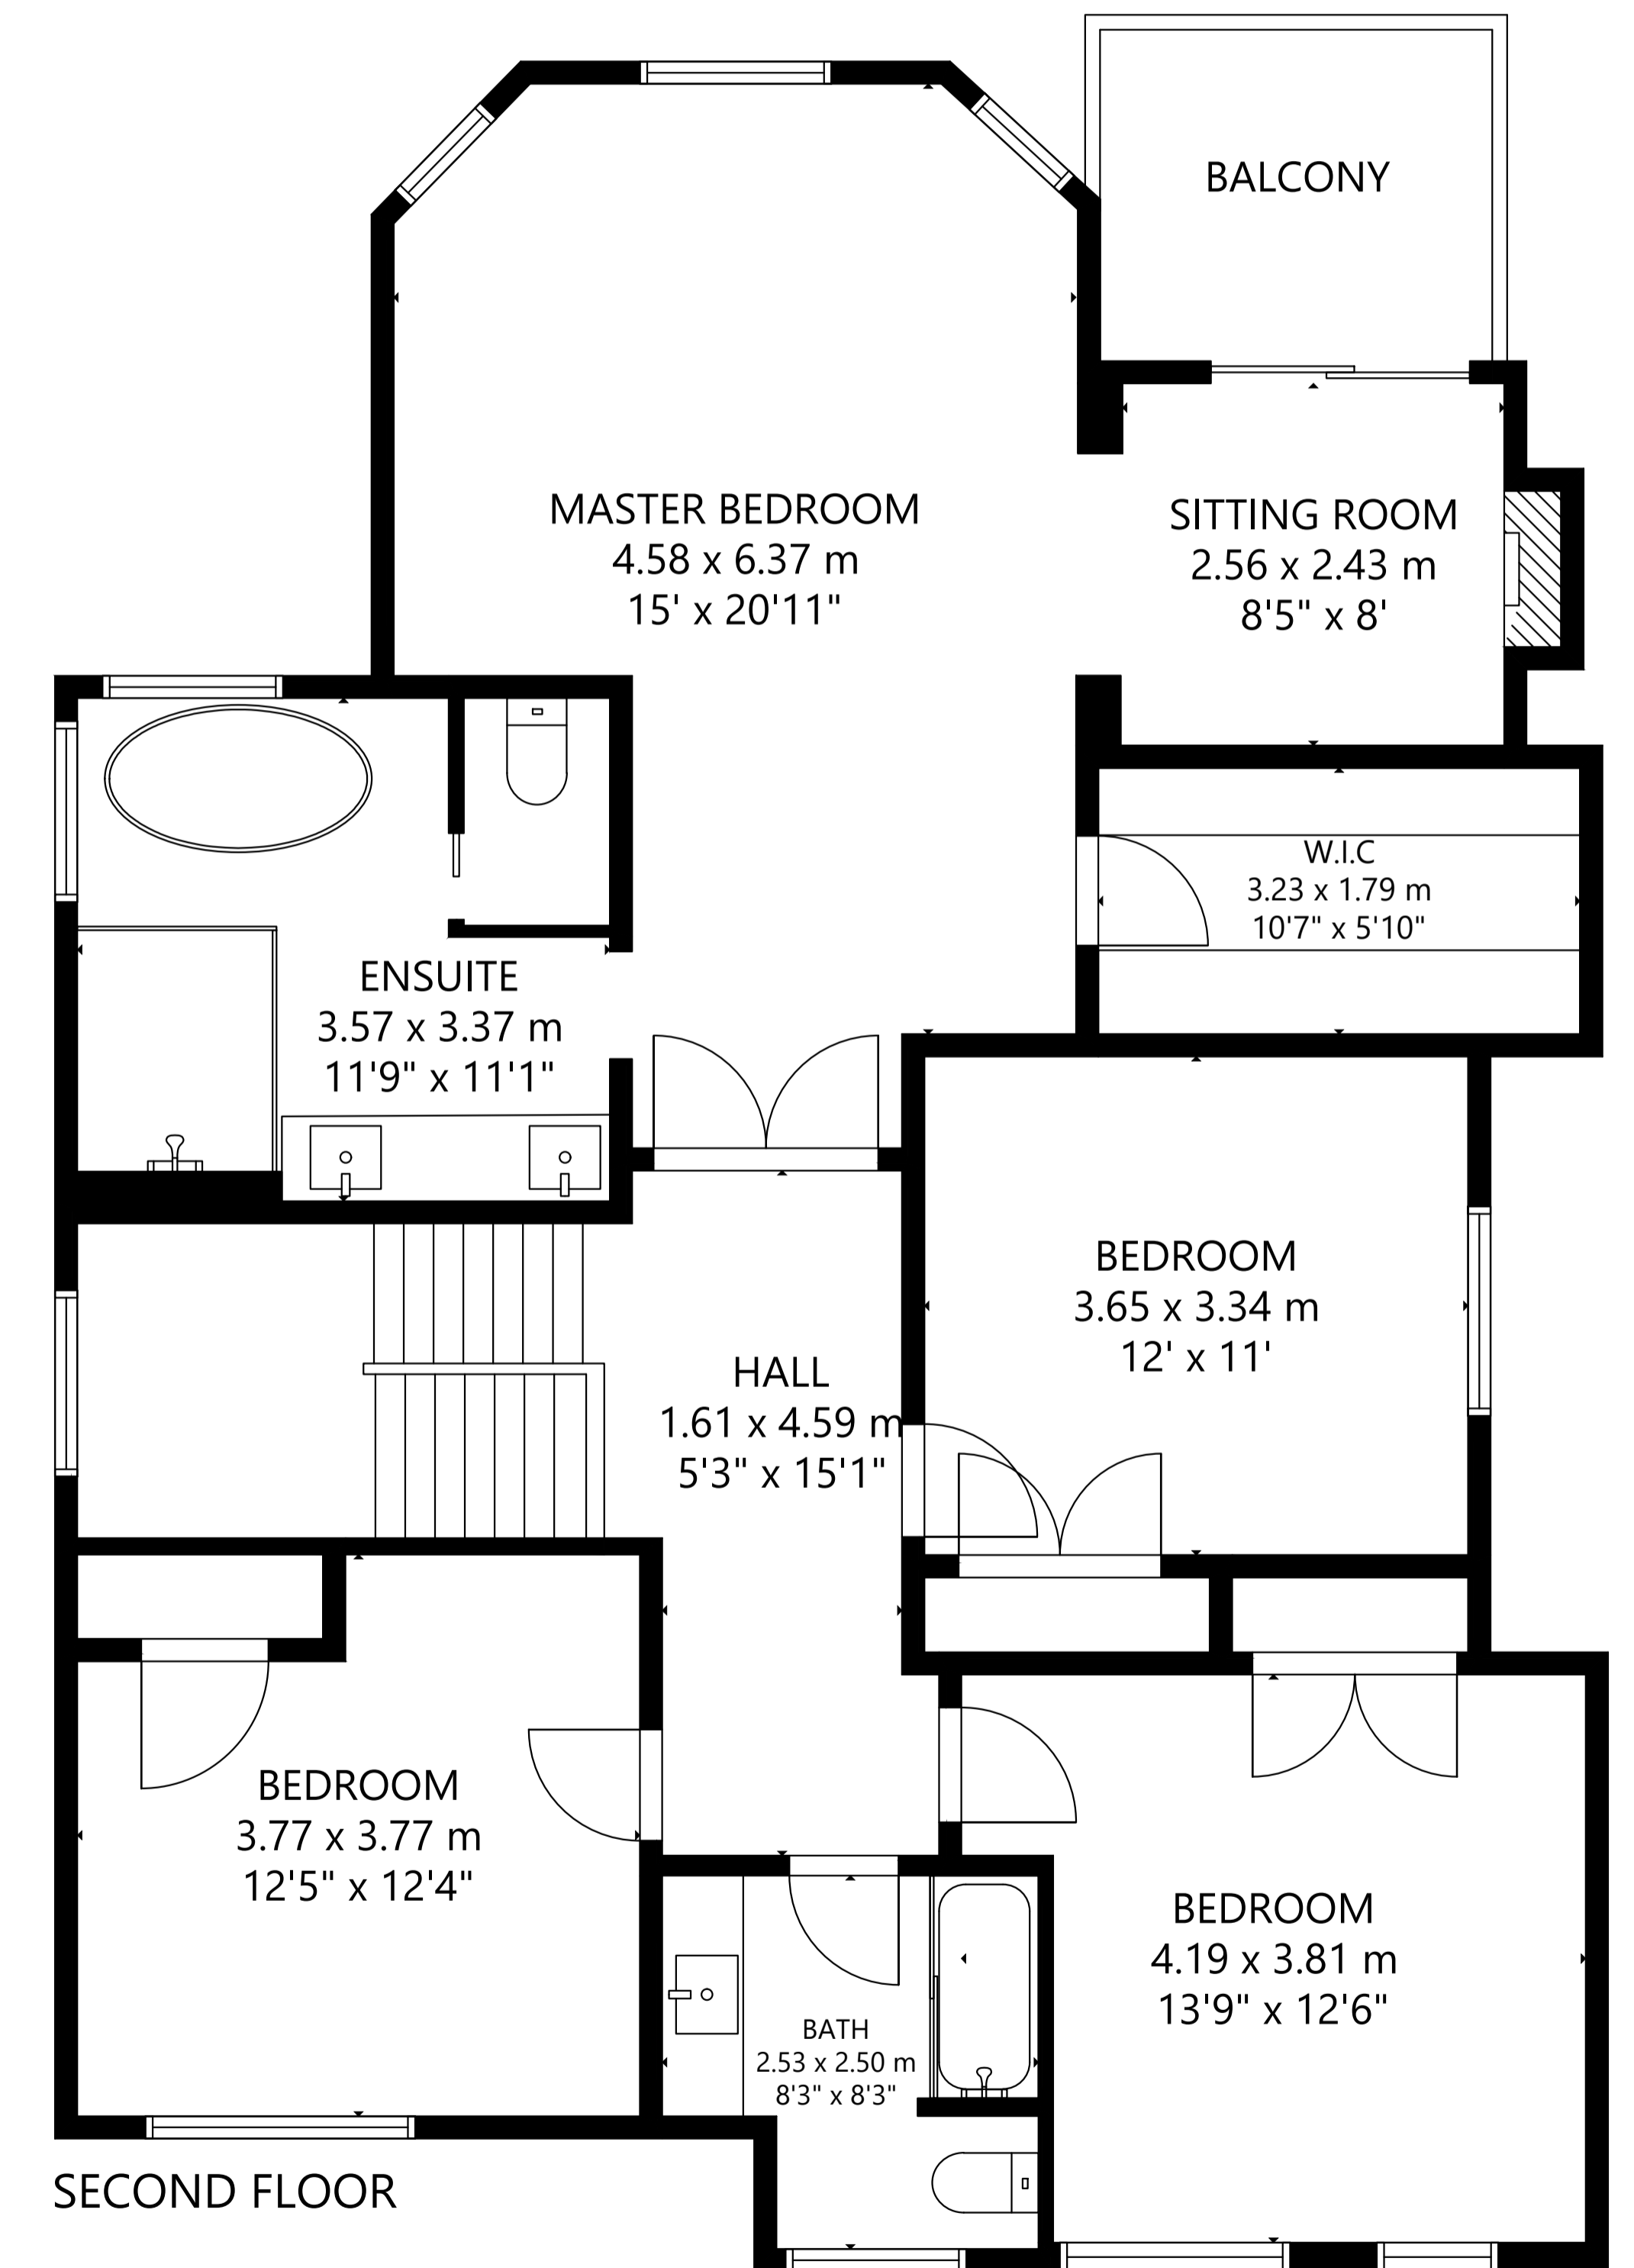 BALCONY
MASTER BEDROOM
4.58 x 6.37 m
15' x 20'11"
SITTING ROOM
2.56 x 2.43 m
8'5" x 8'
W.I.C
3.23 x 1.79 m
10'7" x 5'10"
ENSUITE
3.57 x 3.37 m
11'9" x 11'1"
BEDROOM
3.65 x 3.34 m
12' x 11'
HALL
1.61 x 4.59 m
5'3" x 15'1"
BEDROOM
3.77 x 3.77 m
12'5" x 12'4"
BEDROOM
4.19 x 3.81 m
13'9" x 12'6"
BATH
2.53 x 2.50 m
8'3" x 8'3"
SECOND FLOOR